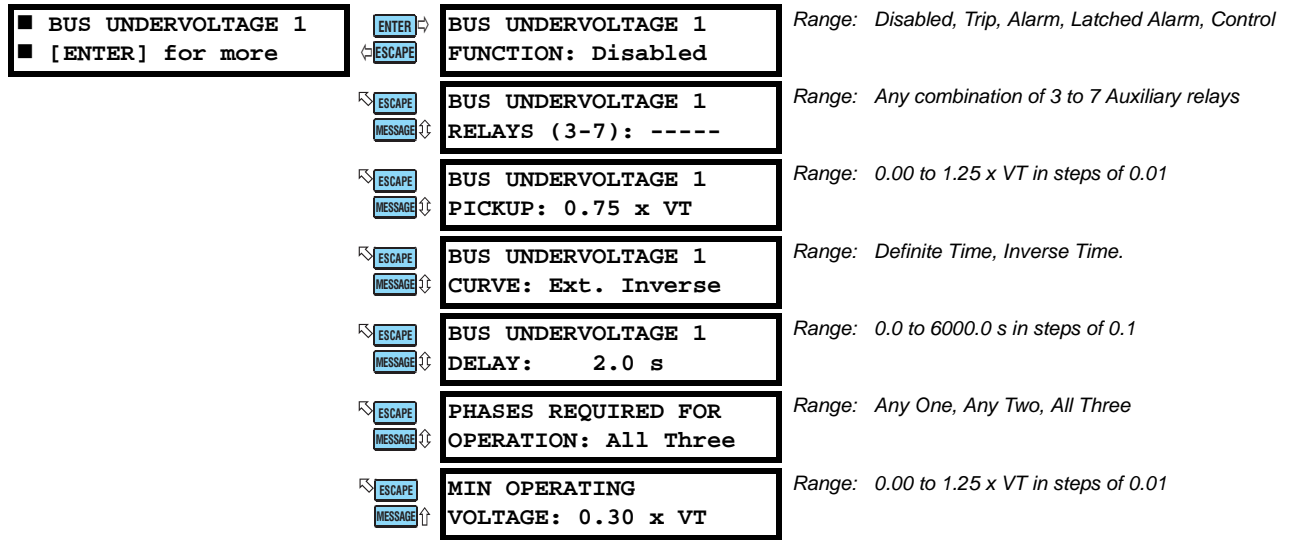 ■ BUS UNDERVOLTAGE 1
■ [ENTER] for more
ENTER
ESCAPE
BUS UNDERVOLTAGE 1
FUNCTION: Disabled
Range: Disabled, Trip, Alarm, Latched Alarm, Control
ESCAPE
MESSAGE
BUS UNDERVOLTAGE 1
RELAYS (3-7): -----
Range: Any combination of 3 to 7 Auxiliary relays
ESCAPE
MESSAGE
BUS UNDERVOLTAGE 1
PICKUP: 0.75 x VT
Range: 0.00 to 1.25 x VT in steps of 0.01
ESCAPE
MESSAGE
BUS UNDERVOLTAGE 1
CURVE: Ext. Inverse
Range: Definite Time, Inverse Time.
ESCAPE
MESSAGE
BUS UNDERVOLTAGE 1
DELAY: 2.0 s
Range: 0.0 to 6000.0 s in steps of 0.1
ESCAPE
MESSAGE
PHASES REQUIRED FOR
OPERATION: All Three
Range: Any One, Any Two, All Three
ESCAPE
MESSAGE
MIN OPERATING
VOLTAGE: 0.30 x VT
Range: 0.00 to 1.25 x VT in steps of 0.01